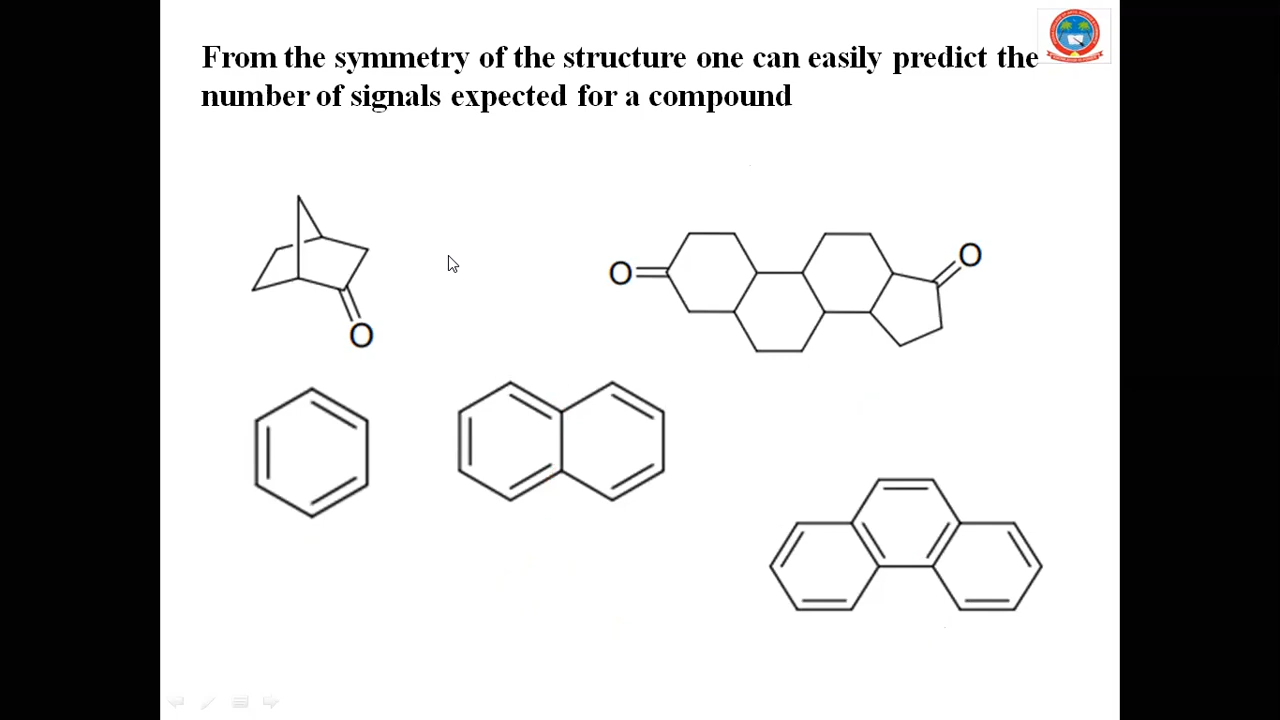 From the symmetry of the structure one can easily predict the
number of signals expected for a compound
O
O
O